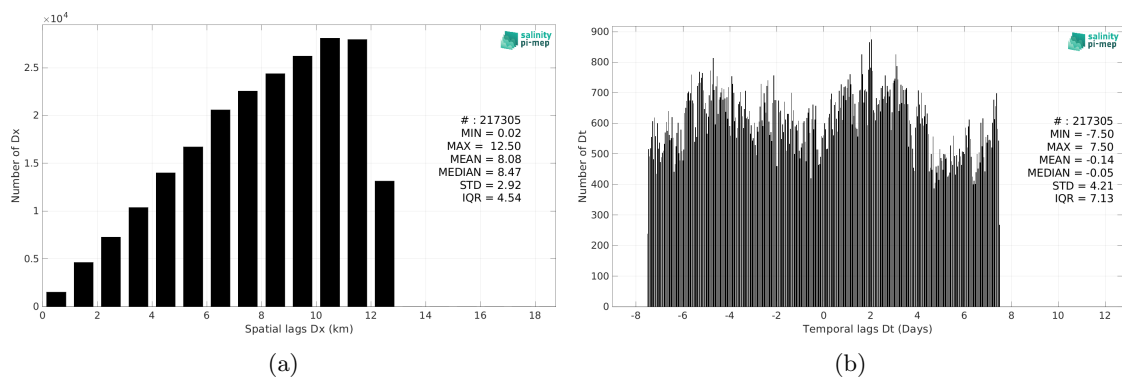 ×10⁴
2.5
2
1.5
1
0.5
0
0 2 4 6 8 10 12 14 16 18
Number of Dx
Spatial lags Dx (km)
salinity
pi-mep
# : 217305
MIN = 0.02
MAX = 12.50
MEAN = 8.08
MEDIAN = 8.47
STD = 2.92
IQR = 4.54
(a)
900
800
700
600
500
400
300
200
100
0
-8 -6 -4 -2 0 2 4 6 8 10 12
Number of Dt
Temporal lags Dt (Days)
salinity
pi-mep
# : 217305
MIN = -7.50
MAX = 7.50
MEAN = -0.14
MEDIAN = -0.05
STD = 4.21
IQR = 7.13
(b)